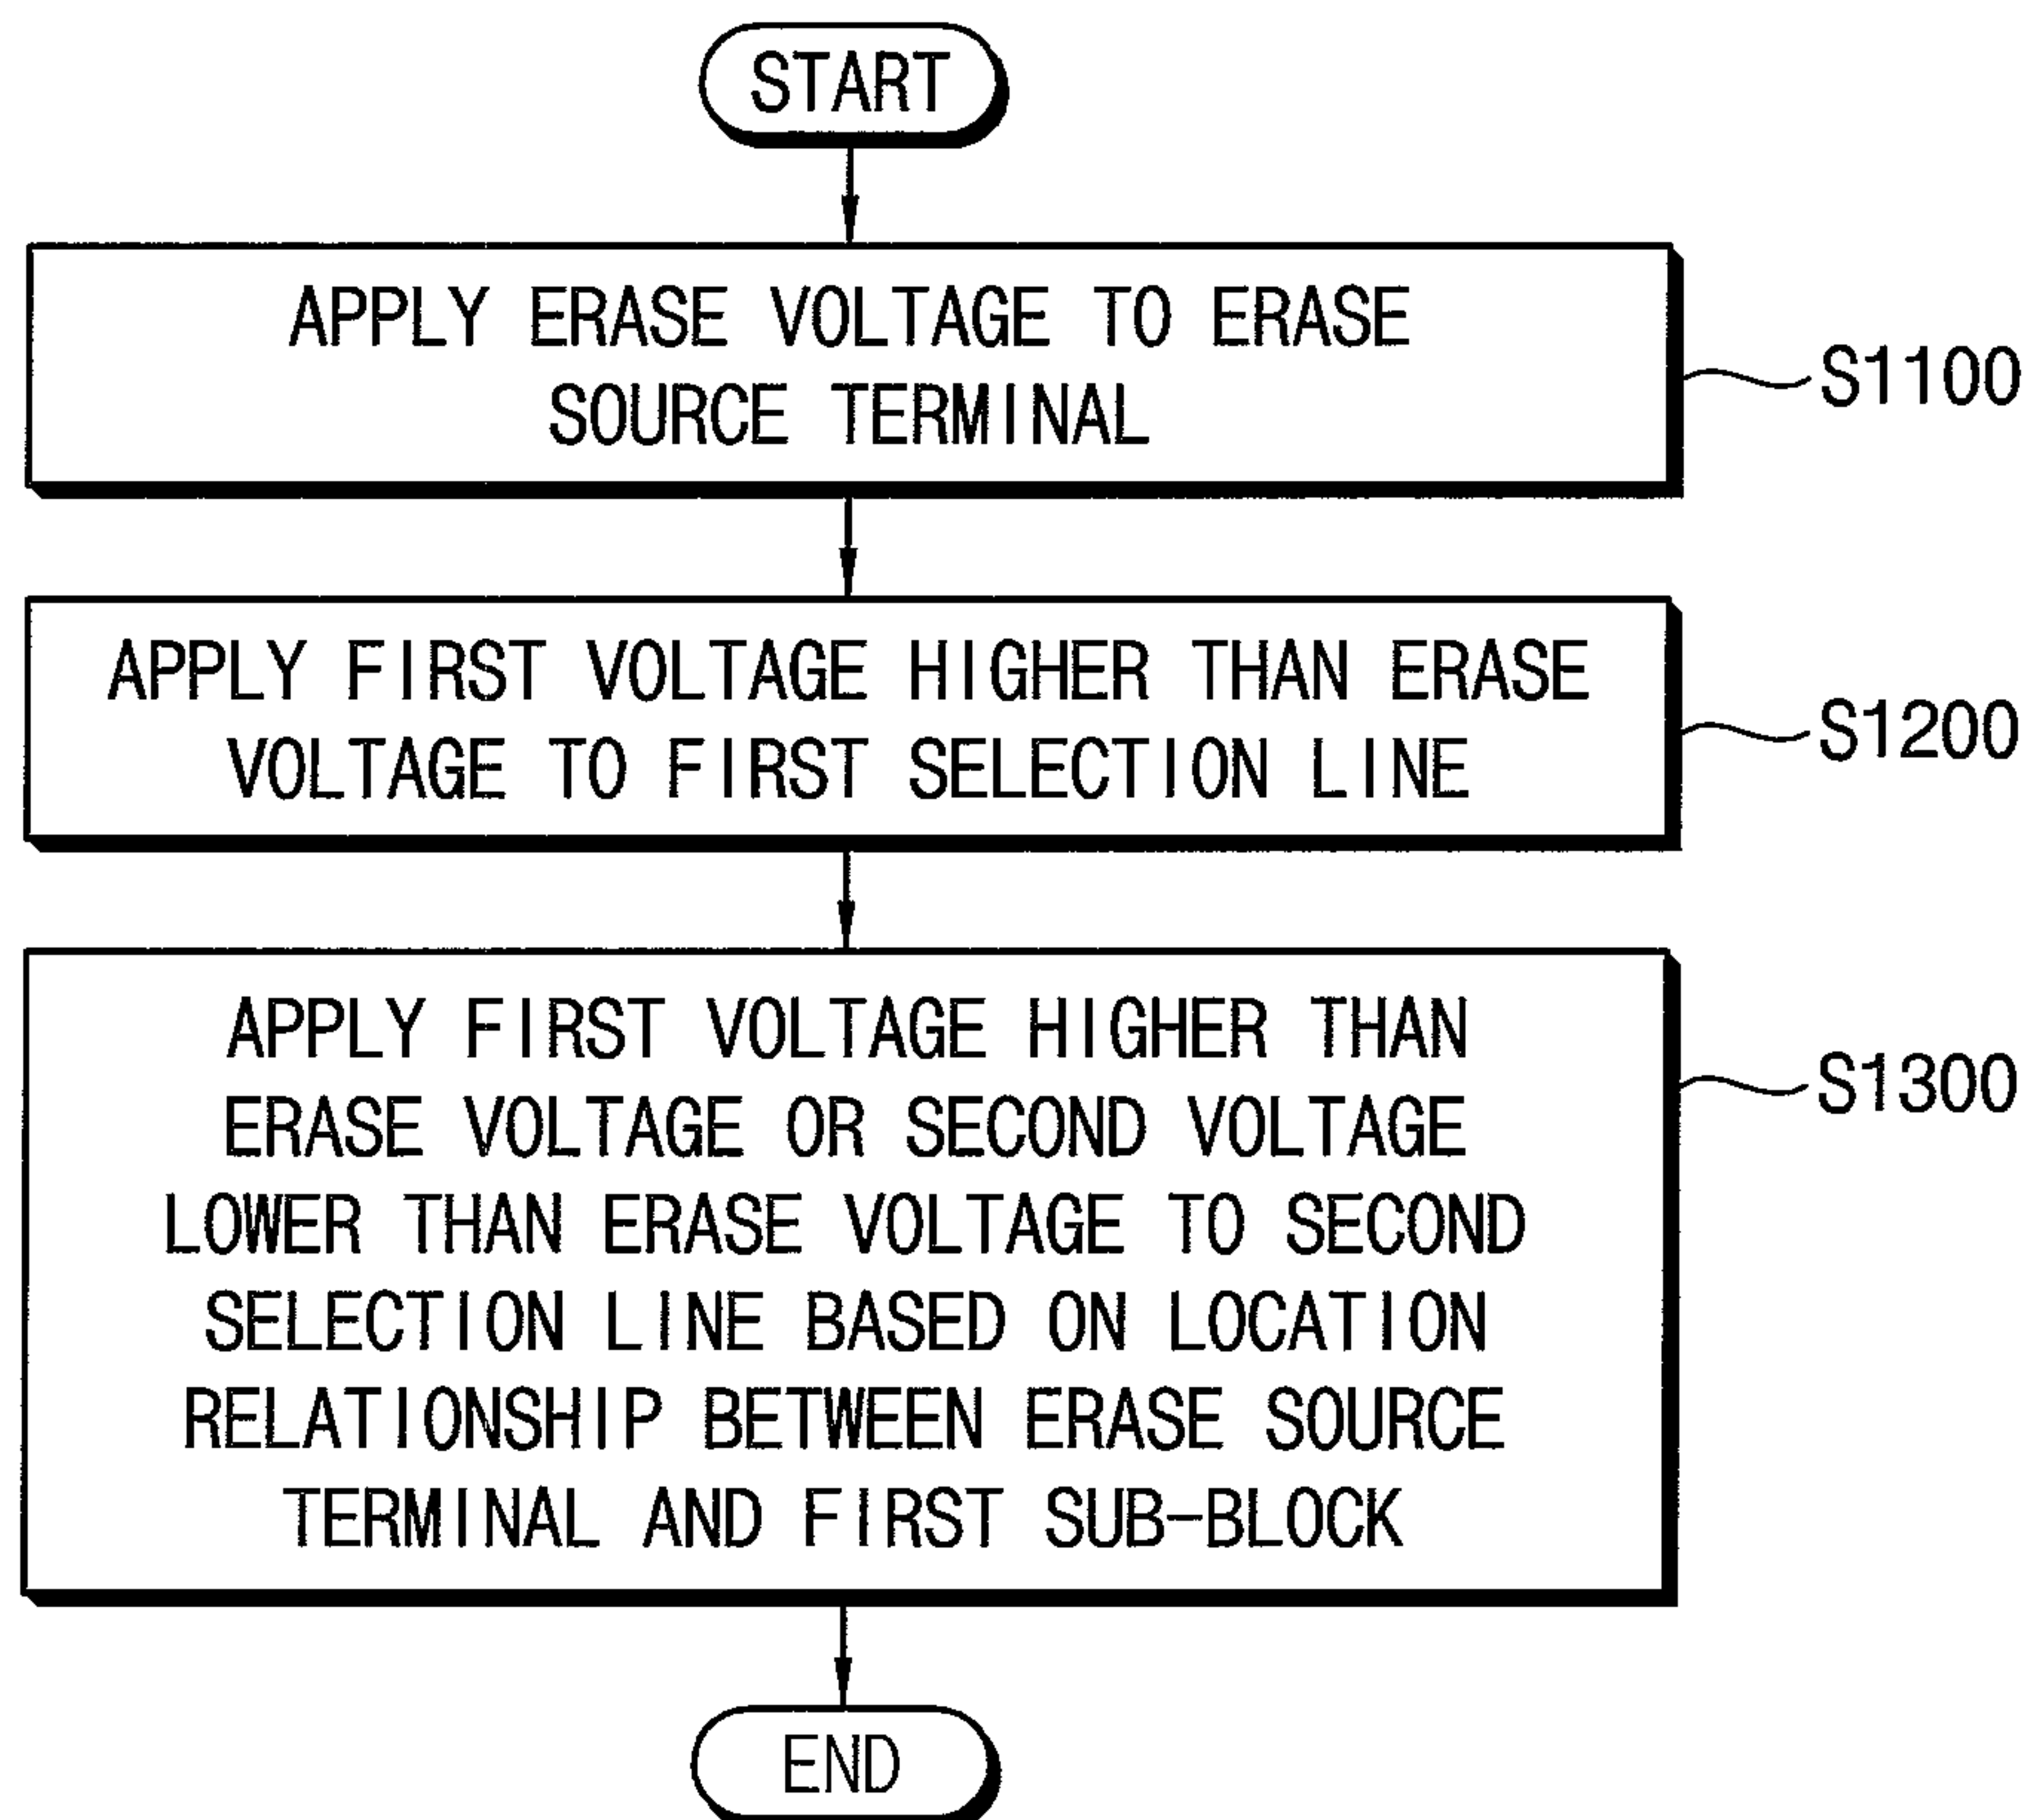 START
APPLY ERASE VOLTAGE TO ERASE
SOURCE TERMINAL
S1100
APPLY FIRST VOLTAGE HIGHER THAN ERASE
VOLTAGE TO FIRST SELECTION LINE
S1200
APPLY FIRST VOLTAGE HIGHER THAN
ERASE VOLTAGE OR SECOND VOLTAGE
LOWER THAN ERASE VOLTAGE TO SECOND
SELECTION LINE BASED ON LOCATION
RELATIONSHIP BETWEEN ERASE SOURCE
TERMINAL AND FIRST SUB-BLOCK
S1300
END